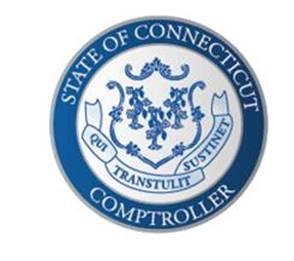 STATE OF CONNECTICUT
QUI TRANSTULIT SUSTINET
COMPTROLLER